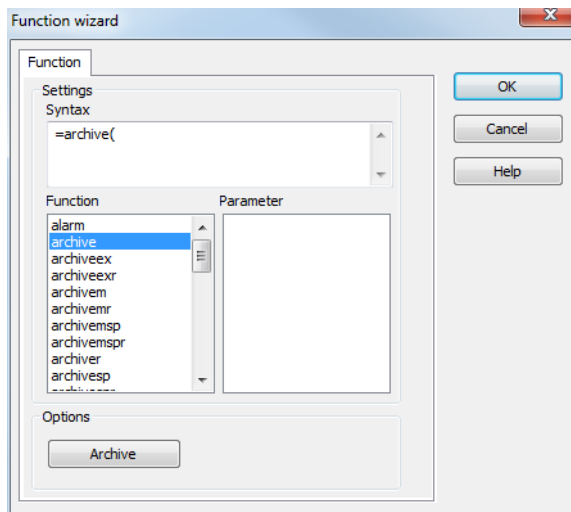 Function wizard
Function
Settings
Syntax
=archive(
Function
alarm
archive
archiveex
archiveexr
archivem
archivemr
archivemsp
archivemspr
archiver
archivesp
Parameter
Options
Archive
OK
Cancel
Help